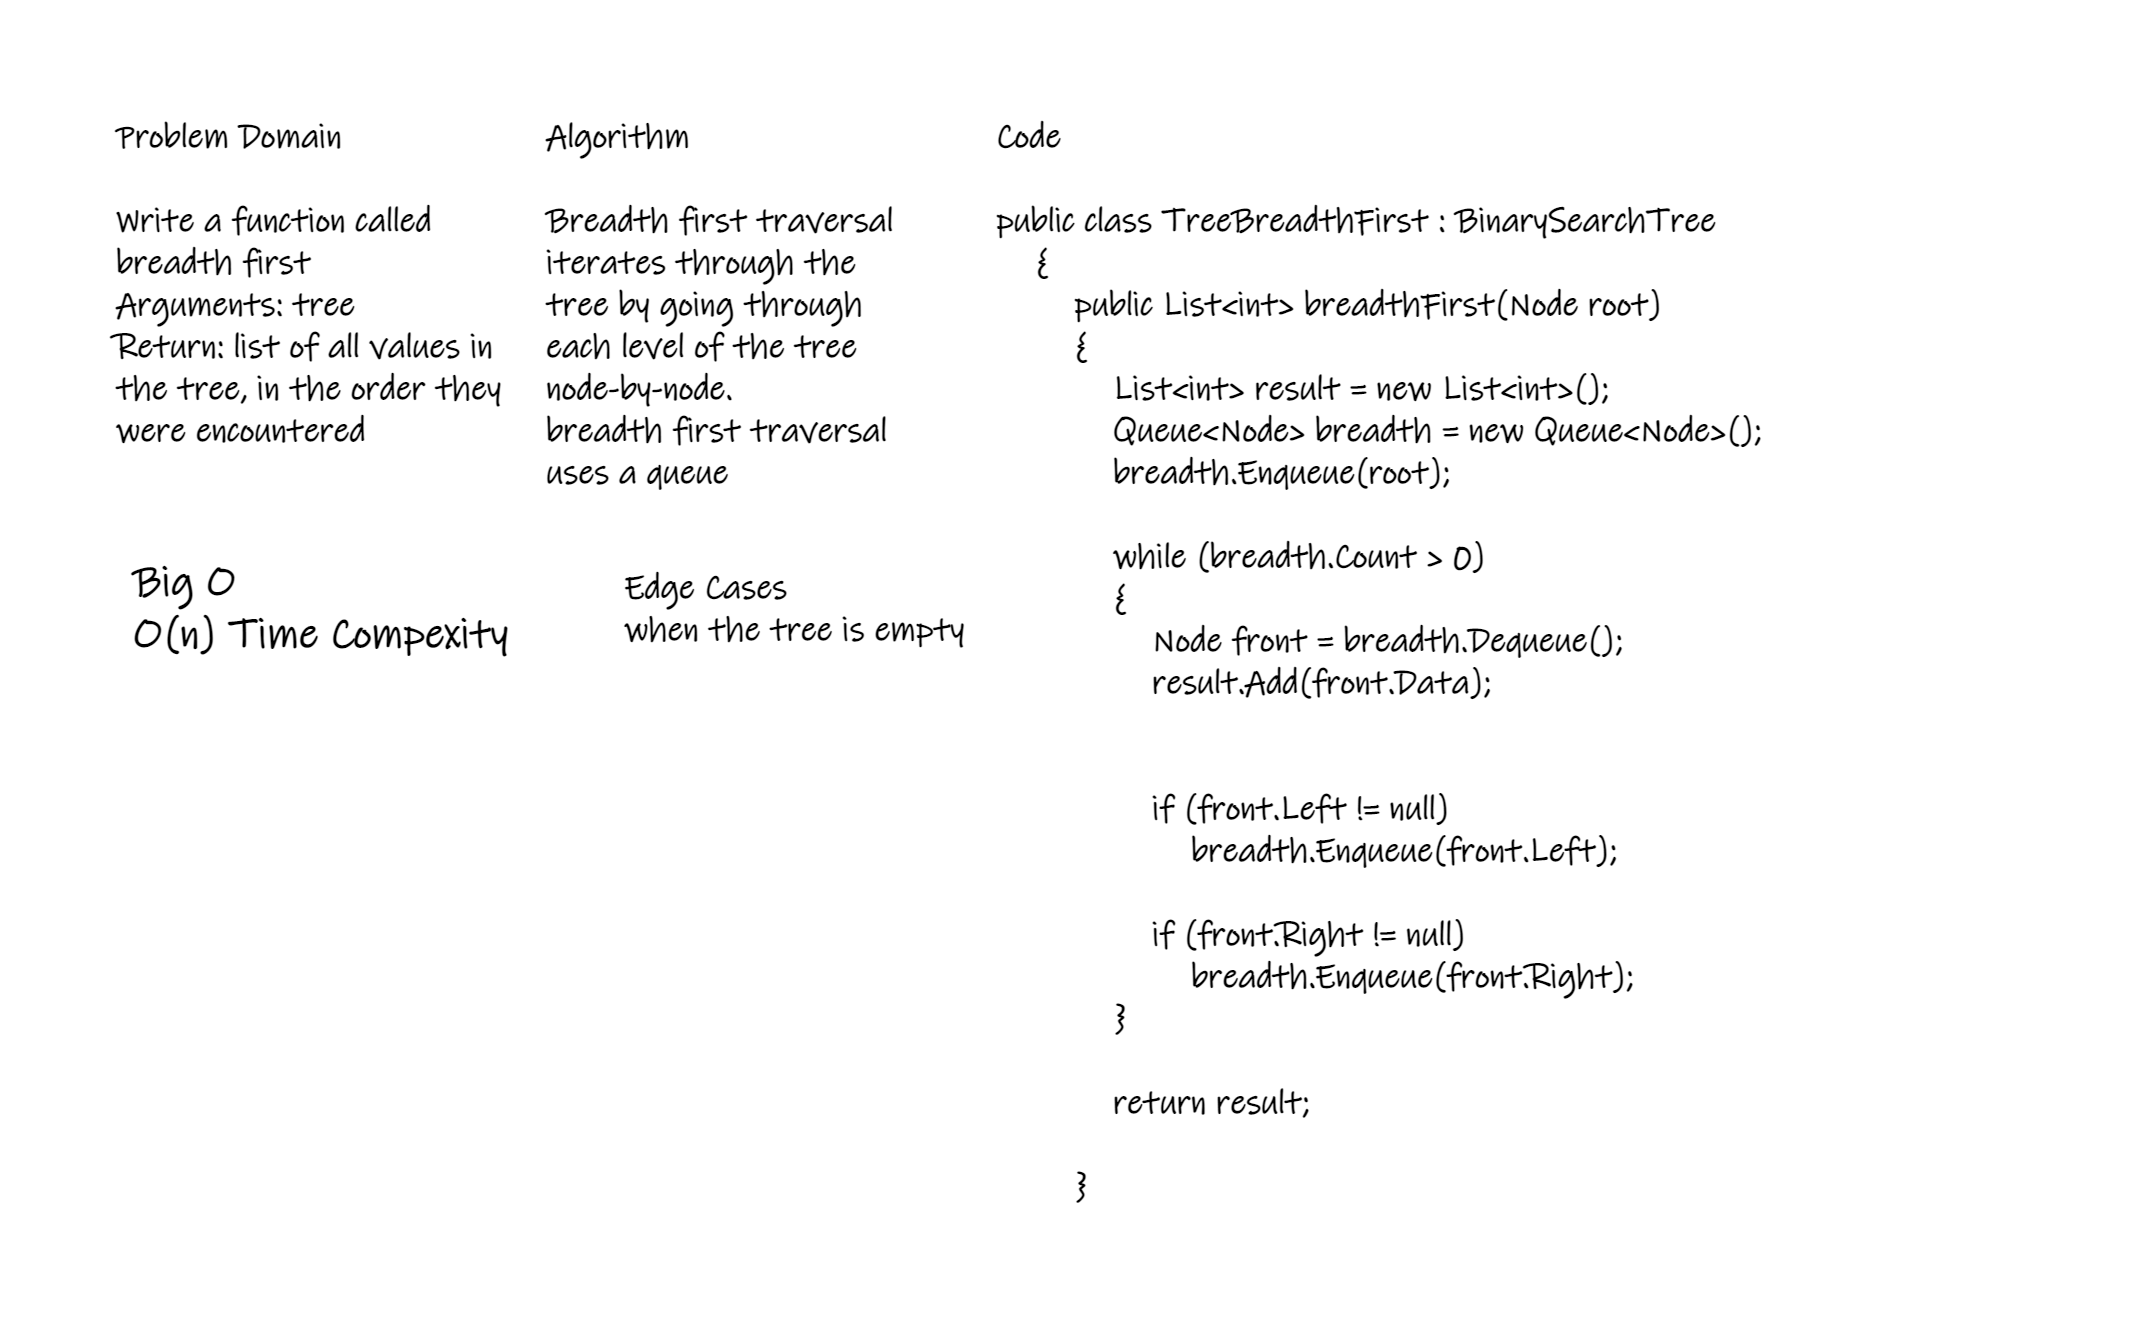 Problem Domain
Write a function called
breadth first
Arguments: tree
Return: list of all values in
the tree, in the order they
were encountered
Big O
O(n) Time Compexity
Algorithm
Breadth first traversal
iterates through the
tree by going through
each level of the tree
node-by-node.
breadth first traversal
uses a queue
Edge Cases
when the tree is empty
Code
public class TreeBreadthFirst : BinarySearchTree
{
public List<int> breadthFirst(Node root)
{
List<int> result = new List<int>();
Queue<Node> breadth = new Queue<Node>();
breadth.Enqueue(root);
while (breadth.Count > 0)
{
Node front = breadth.Dequeue();
result.Add(front.Data);
if (front.Left != null)
breadth.Enqueue(front.Left);
if (front.Right != null)
breadth.Enqueue(front.Right);
}
return result;
}